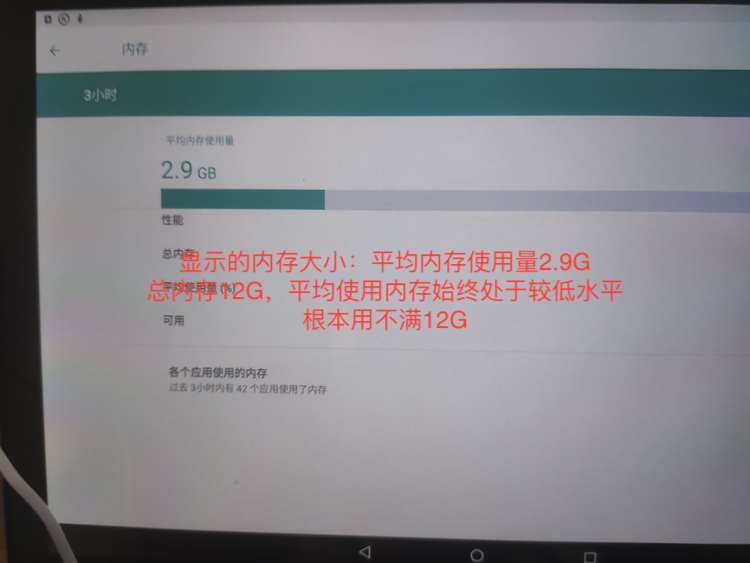 内存
3小时
平均内存使用量
2.9 GB
性能
总内存
显示的内存大小：平均内存使用量2.9G
平均使用量 (%)
总内存12G，平均使用内存始终处于较低水平
可用
根本用不满12G
各个应用使用的内存
过去 3小时内有 42 个应用使用了内存